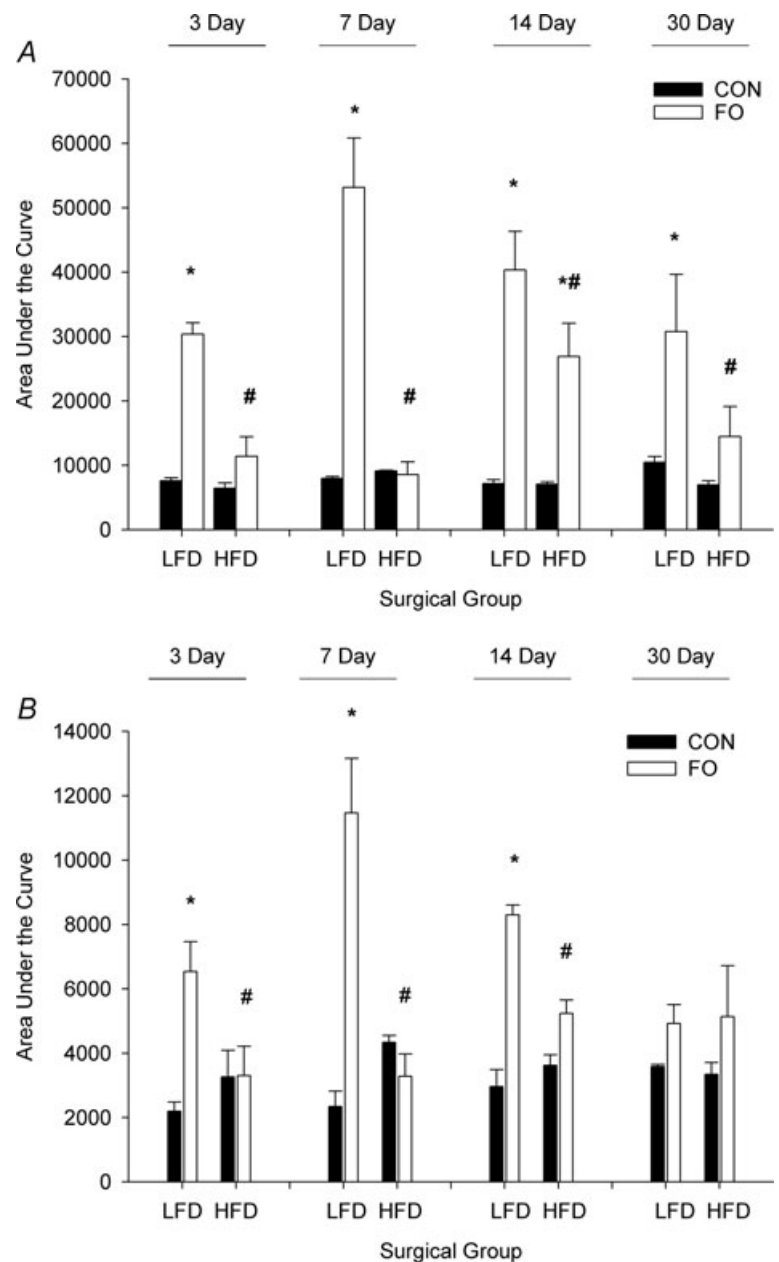 3 Day 7 Day 14 Day 30 Day
A
70000
60000
50000
40000
30000
20000
10000
0
Area Under the Curve
CON
FO
*
#
*
#
*
*#
*
#
LFD HFD LFD HFD LFD HFD LFD HFD
Surgical Group
3 Day 7 Day 14 Day 30 Day
B
14000
12000
10000
8000
6000
4000
2000
0
Area Under the Curve
CON
FO
*
#
*
#
*
#
LFD HFD LFD HFD LFD HFD LFD HFD
Surgical Group